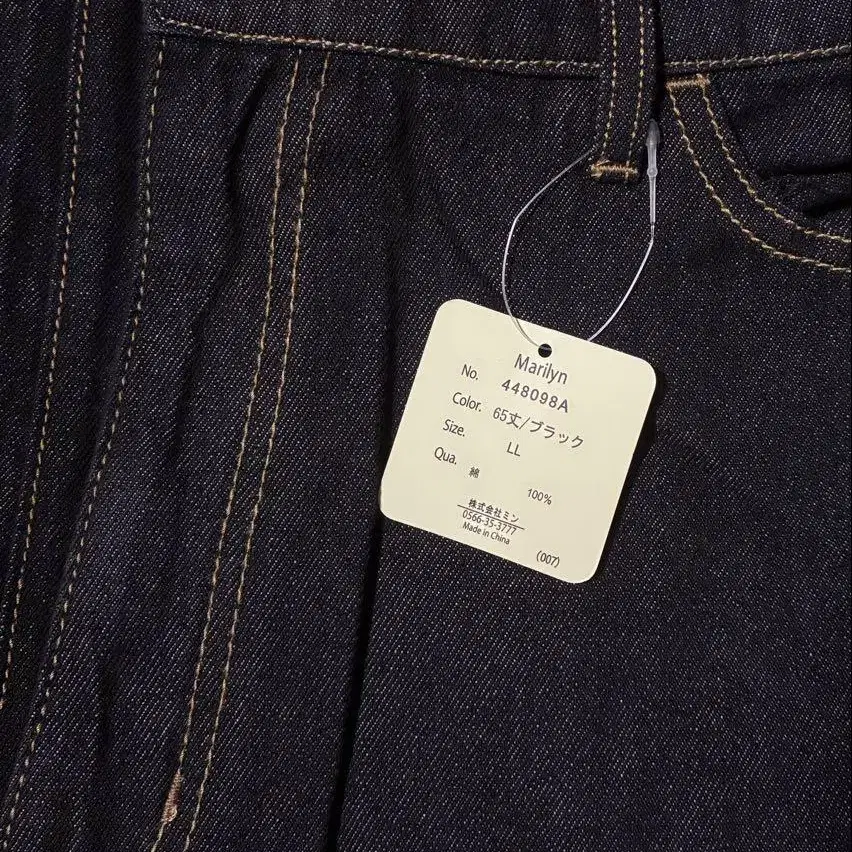 Marilyn
No. 448098A
Color. 65丈/ブラック
Size. LL
Qua. 綿 100%
株式会社ミン
0566-35-3777
Made in China
(007)